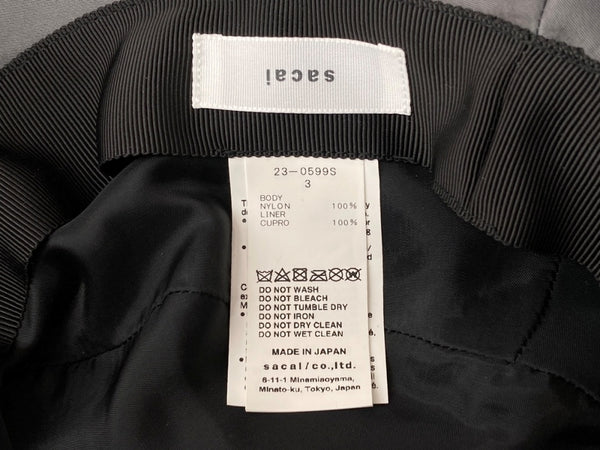 sacai
23-0599S
3
BODY
NYLON 100%
LINER
CUPRO 100%
DO NOT WASH
DO NOT BLEACH
DO NOT TUMBLE DRY
DO NOT IRON
DO NOT DRY CLEAN
DO NOT WET CLEAN
MADE IN JAPAN
sacai/co.,ltd.
6-11-1 Minamiaoyama,
Minato-ku, Tokyo, Japan